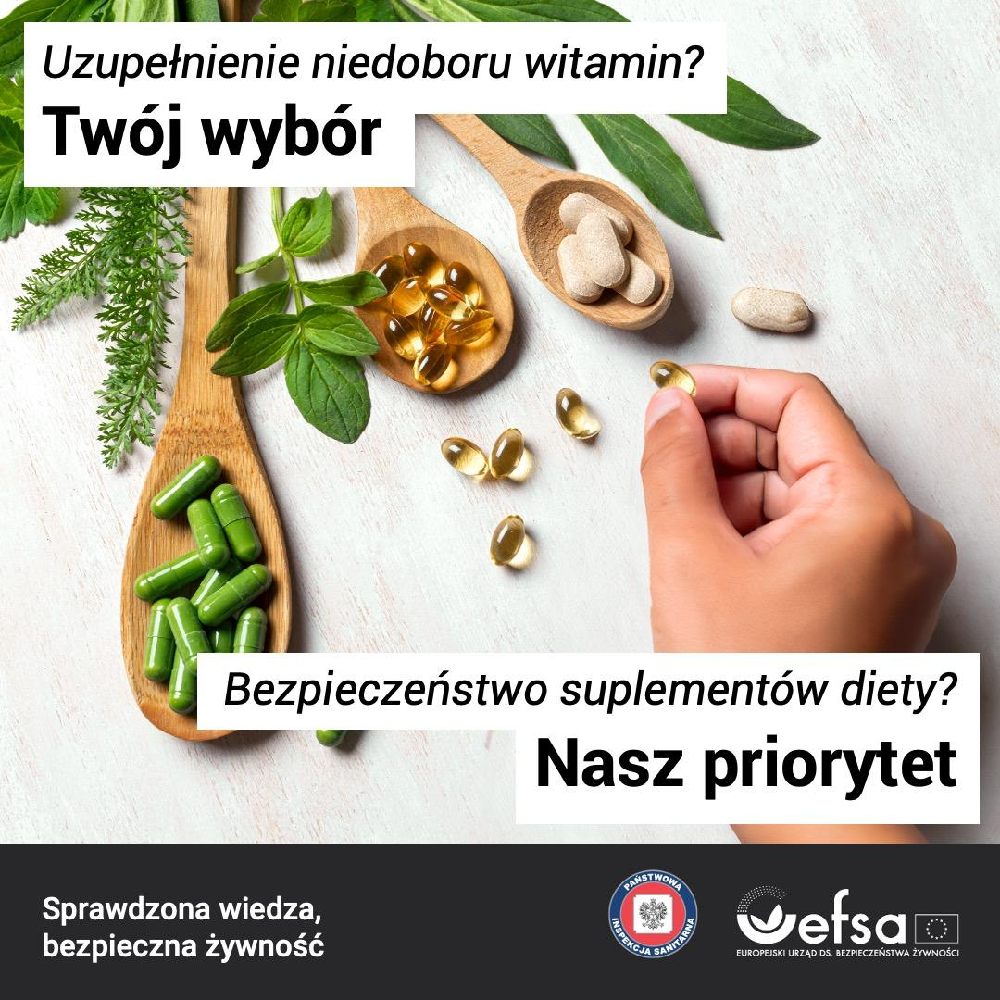 Uzupełnienie niedoboru witamin?
Twój wybór
Bezpieczeństwo suplementów diety?
Nasz priorytet
Sprawdzona wiedza,
bezpieczna żywność
PAŃSTWOWA
INSPEKCJA SANITARNA
efsa
EUROPEJSKI URZĄD DS. BEZPIECZEŃSTWA ŻYWNOŚCI